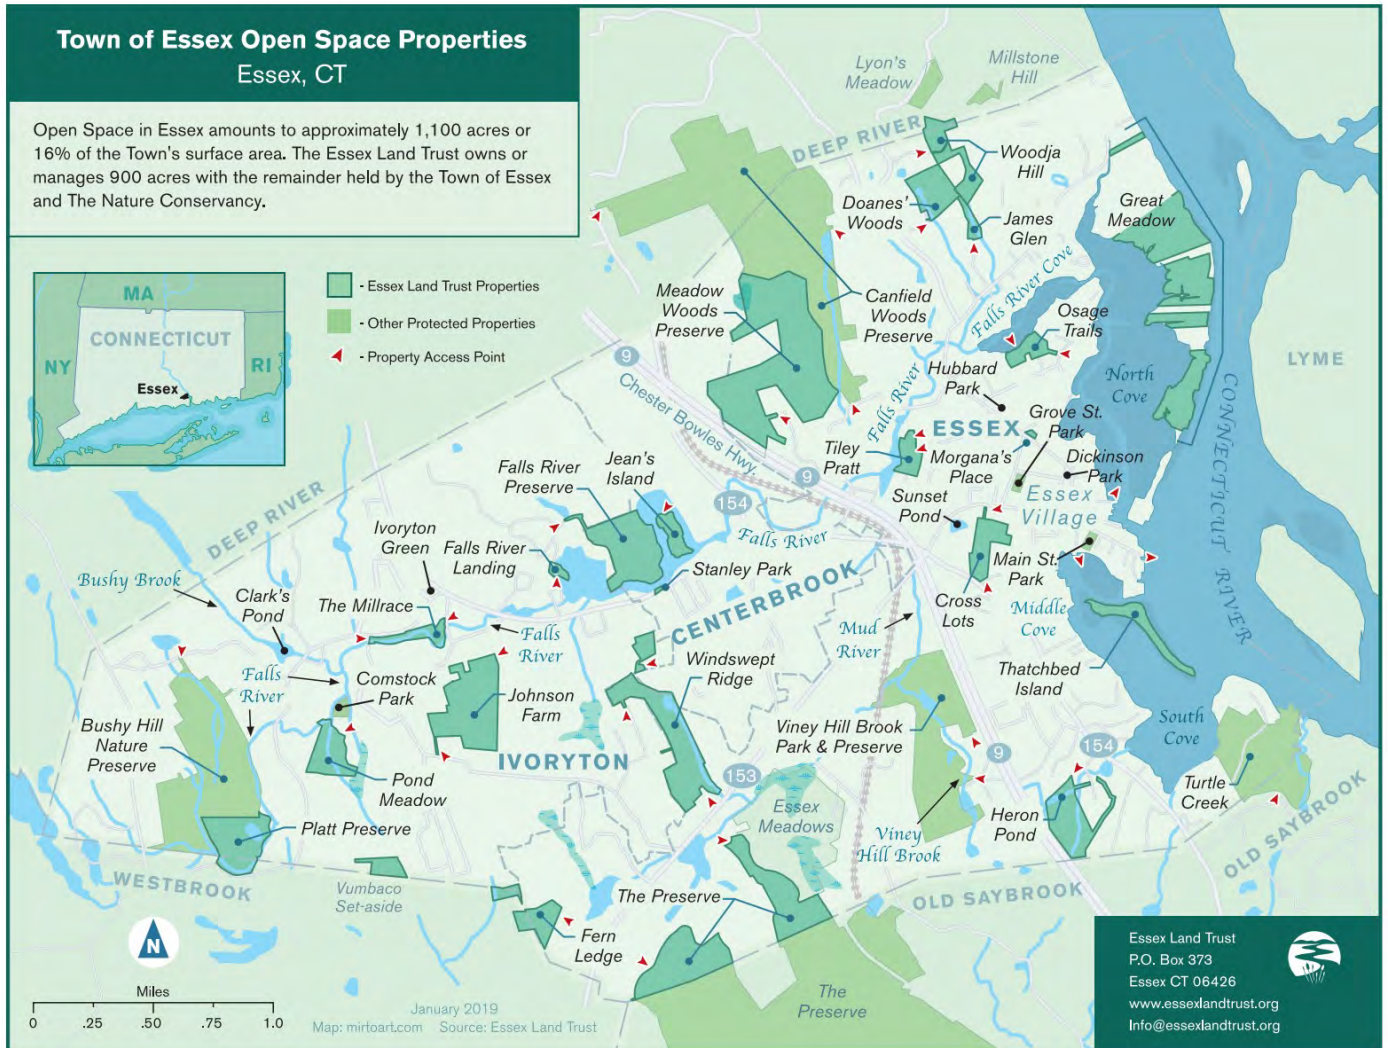 Town of Essex Open Space Properties
Essex, CT
Open Space in Essex amounts to approximately 1,100 acres or
16% of the Town's surface area. The Essex Land Trust owns or
manages 900 acres with the remainder held by the Town of Essex
and The Nature Conservancy.
MA
CONNECTICUT
NY
RI
Essex
- Essex Land Trust Properties
- Other Protected Properties
- Property Access Point
Lyon's
Meadow
Millstone
Hill
DEEP RIVER
Woodja
Hill
Doanes'
Woods
James
Glen
Great
Meadow
Falls River Cove
Meadow
Woods
Preserve
Canfield
Woods
Preserve
Osage
Trails
LYME
9
Chester Bowles Hwy.
Falls River
Hubbard
Park
North
Cove
CONNECTICUT RIVER
Grove St.
Park
ESSEX
Tiley
Pratt
Morgana's
Place
Dickinson
Park
Falls River
Preserve
Jean's
Island
9
154
Sunset
Pond
Essex
Village
DEEP RIVER
Ivoryton
Green
Falls River
Landing
Falls River
Stanley Park
Main St.
Park
Bushy Brook
Clark's
Pond
The Millrace
CENTERBROOK
Cross
Lots
Middle
Cove
Mud
River
Falls
River
Windswept
Ridge
Thatchbed
Island
Falls
River
Comstock
Park
Johnson
Farm
Bushy Hill
Nature
Preserve
Viney Hill Brook
Park & Preserve
South
Cove
IVORYTON
9
154
Pond
Meadow
153
Essex
Meadows
Turtle
Creek
Platt Preserve
Heron
Pond
Viney
Hill Brook
OLD SAYBROOK
WESTBROOK
Vumbaco
Set-aside
The Preserve
OLD SAYBROOK
Fern
Ledge
The
Preserve
N
Miles
0 .25 .50 .75 1.0
January 2019
Map: mirtoart.com Source: Essex Land Trust
Essex Land Trust
P.O. Box 373
Essex CT 06426
www.essexlandtrust.org
Info@essexlandtrust.org